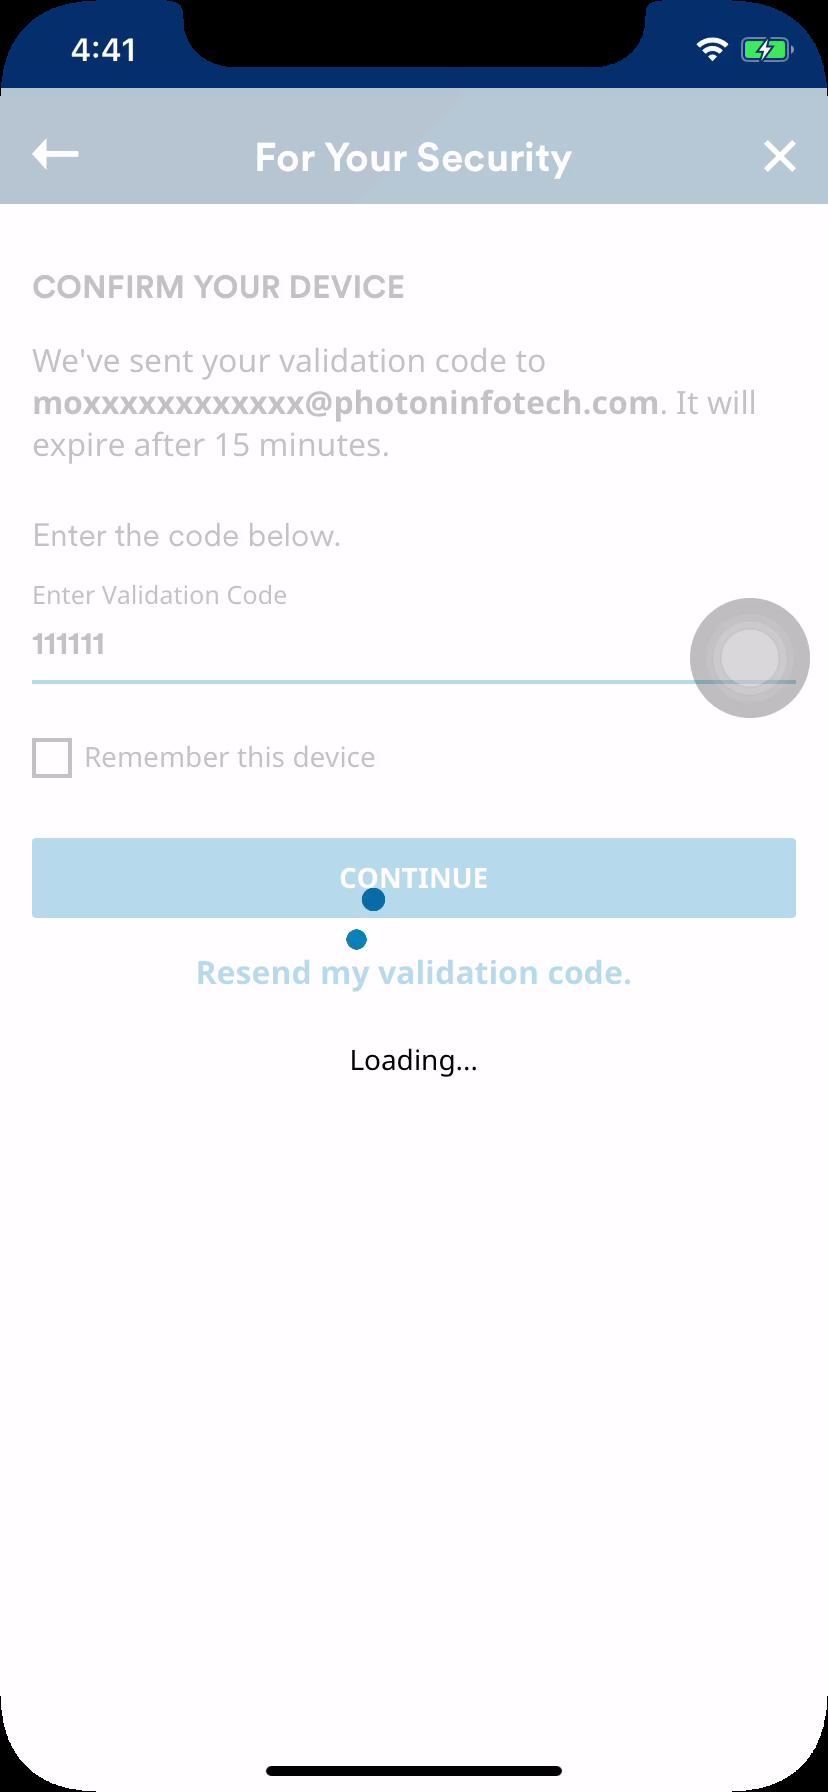 4:41
For Your Security
CONFIRM YOUR DEVICE
We've sent your validation code to
moxxxxxxxxxxxx@photoninfotech.com. It will
expire after 15 minutes.
Enter the code below.
Enter Validation Code
111111
Remember this device
CONTINUE
Resend my validation code.
Loading...